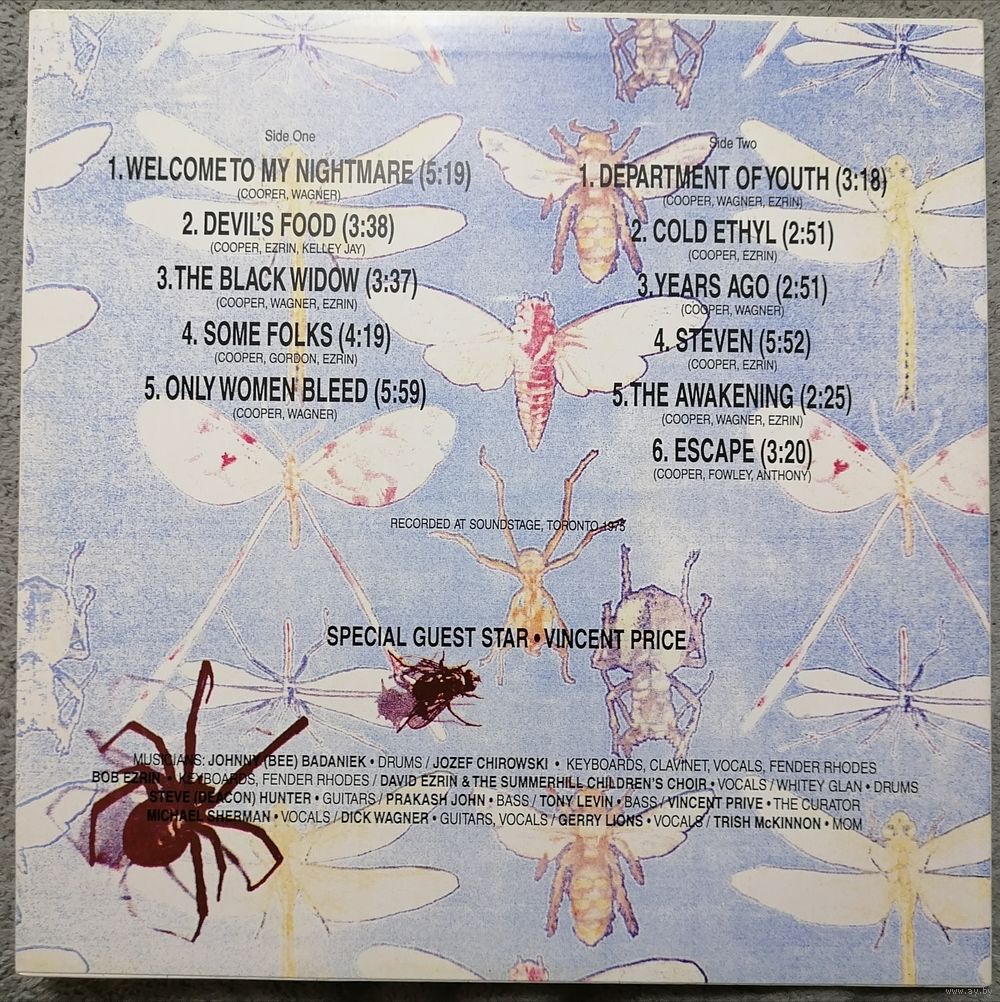 Side One
1. WELCOME TO MY NIGHTMARE (5:19)
(COOPER, WAGNER)
2. DEVIL'S FOOD (3:38)
(COOPER, EZRIN, KELLEY JAY)
3. THE BLACK WIDOW (3:37)
(COOPER, WAGNER, EZRIN)
4. SOME FOLKS (4:19)
(COOPER, GORDON, EZRIN)
5. ONLY WOMEN BLEED (5:59)
(COOPER, WAGNER)
Side Two
1. DEPARTMENT OF YOUTH (3:18)
(COOPER, WAGNER, EZRIN)
2. COLD ETHYL (2:51)
(COOPER, EZRIN)
3. YEARS AGO (2:51)
(COOPER, WAGNER)
4. STEVEN (5:52)
(COOPER, EZRIN)
5. THE AWAKENING (2:25)
(COOPER, WAGNER, EZRIN)
6. ESCAPE (3:20)
(COOPER, FOWLEY, ANTHONY)
RECORDED AT SOUNDSTAGE, TORONTO 1975
SPECIAL GUEST STAR • VINCENT PRICE
MUSICIANS: JOHNNY (BEE) BADANIEK • DRUMS / JOZEF CHIROWSKI • KEYBOARDS, CLAVINET, VOCALS, FENDER RHODES
BOB EZRIN • KEYBOARDS, FENDER RHODES / DAVID EZRIN & THE SUMMERHILL CHILDREN'S CHOIR • VOCALS / WHITEY GLAN • DRUMS
STEVE (DEACON) HUNTER • GUITARS / PRAKASH JOHN • BASS / TONY LEVIN • BASS / VINCENT PRIVE • THE CURATOR
MICHAEL SHERMAN • VOCALS / DICK WAGNER • GUITARS, VOCALS / GERRY LIONS • VOCALS / TRISH McKINNON • MOM
www.ay.by